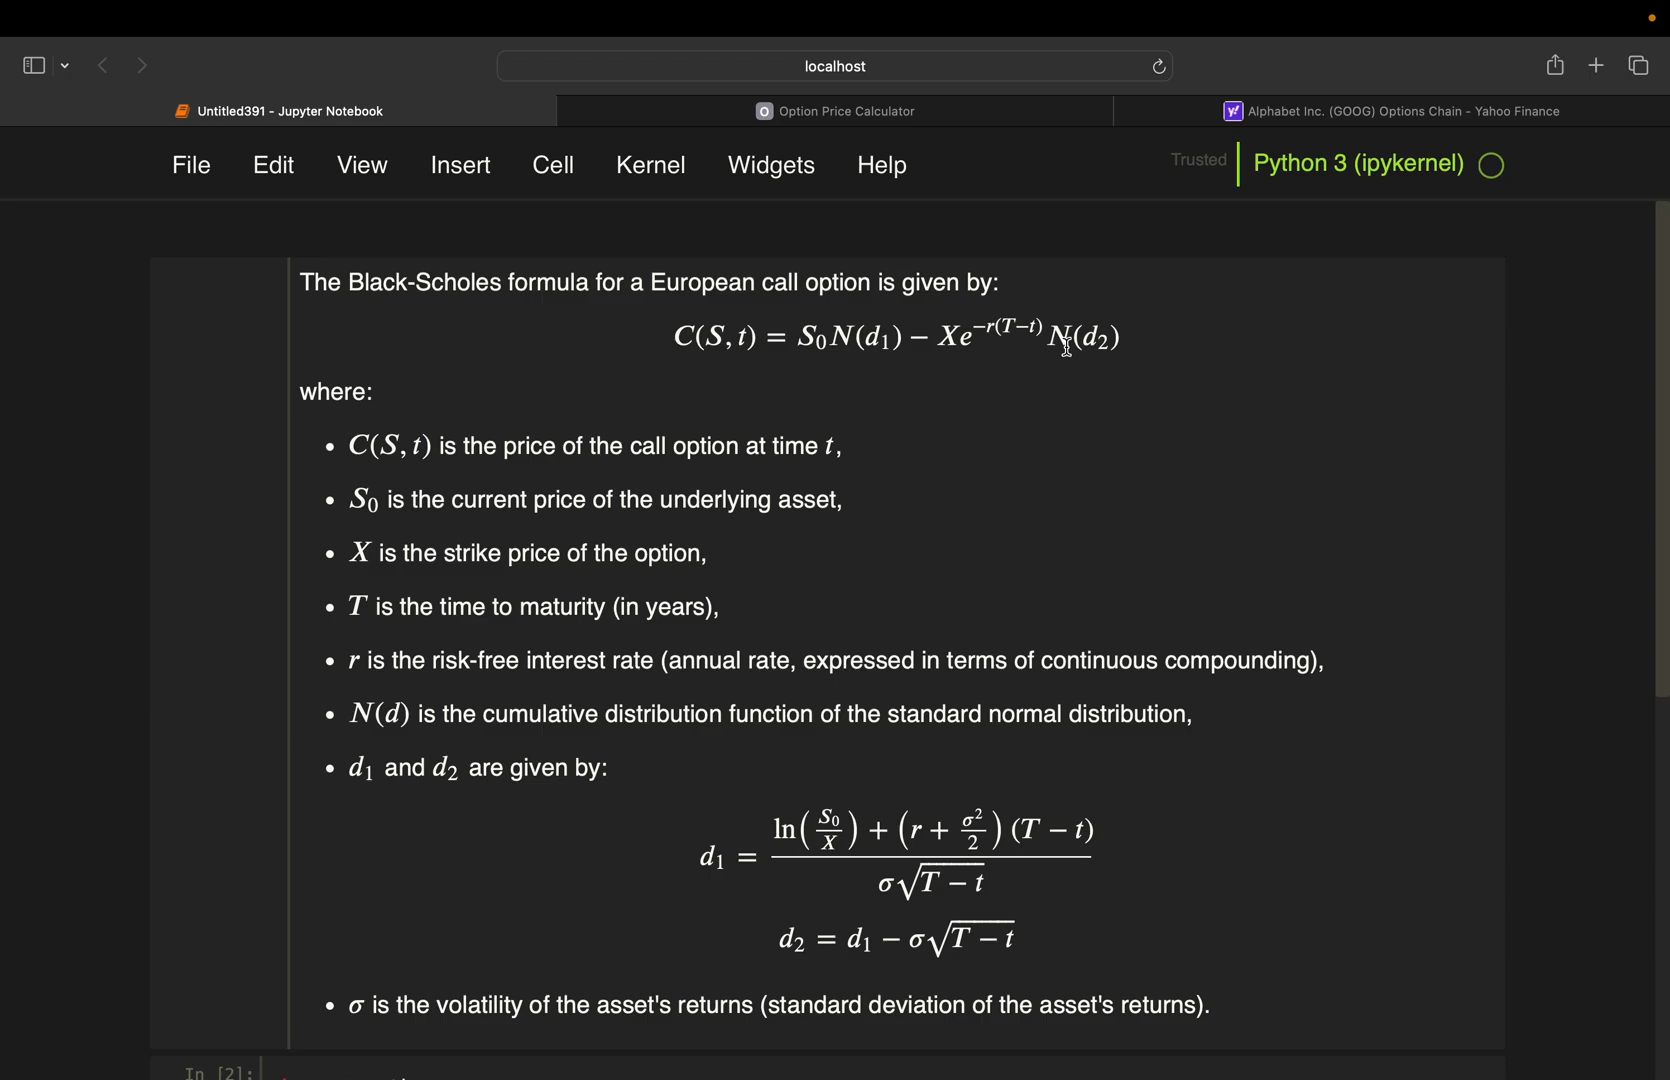 localhost
Untitled391 - Jupyter Notebook
Option Price Calculator
Alphabet Inc. (GOOG) Options Chain - Yahoo Finance
File Edit View Insert Cell Kernel Widgets Help Trusted Python 3 (ipykernel)
The Black-Scholes formula for a European call option is given by:
C(S, t) = S₀N(d₁) − Xe^{−r(T−t)} N(d₂)
where:
• C(S, t) is the price of the call option at time t,
• S₀ is the current price of the underlying asset,
• X is the strike price of the option,
• T is the time to maturity (in years),
• r is the risk-free interest rate (annual rate, expressed in terms of continuous compounding),
• N(d) is the cumulative distribution function of the standard normal distribution,
• d₁ and d₂ are given by:
d₁ = \frac{\ln(\frac{S₀}{X}) + (r + \frac{σ²}{2})(T − t)}{σ√(T − t)}
d₂ = d₁ − σ√(T − t)
• σ is the volatility of the asset's returns (standard deviation of the asset's returns).
In [2]: